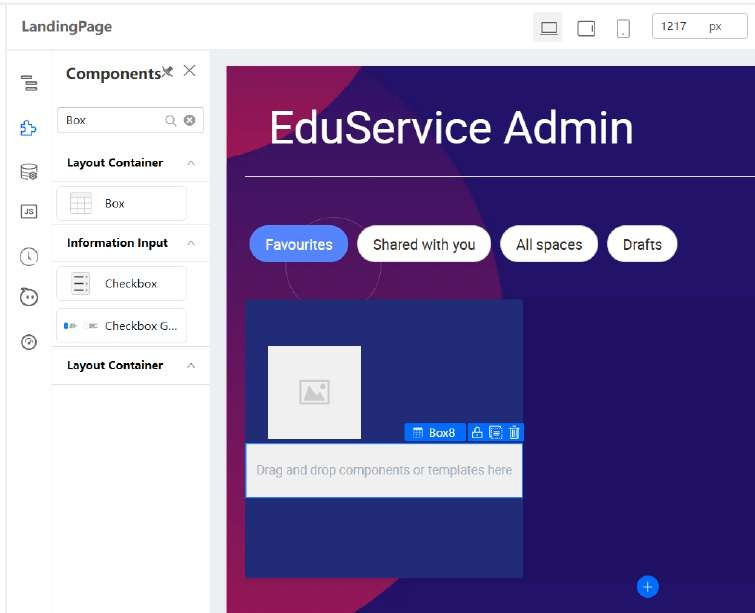 LandingPage
1217 px
Components
Box
Layout Container
Box
Information Input
Checkbox
Checkbox G...
Layout Container
JS
EduService Admin
Favourites
Shared with you
All spaces
Drafts
Box8
Drag and drop components or templates here